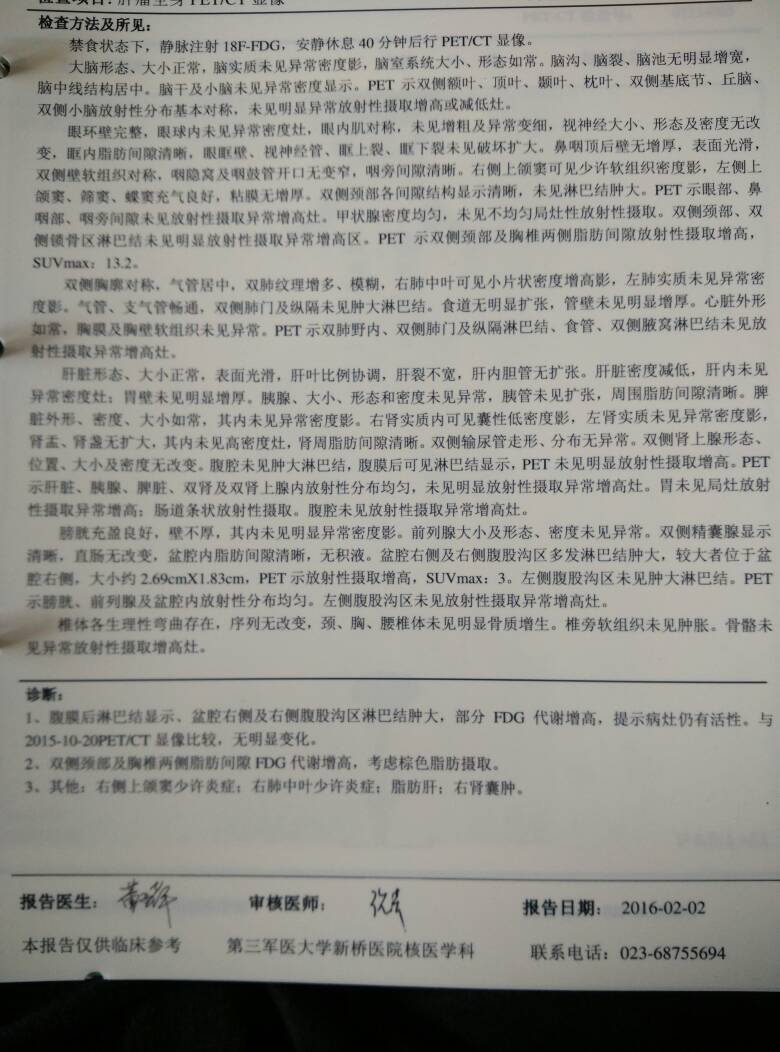 检查项目：肿瘤全身 PET/CT 显像
检查方法及所见：
禁食状态下，静脉注射 18F-FDG，安静休息 40 分钟后行 PET/CT 显像。
大脑形态、大小正常，脑实质未见异常密度影，脑室系统大小、形态如常。脑沟、脑裂、脑池无明显增宽，
脑中线结构居中。脑干及小脑未见异常密度显示。PET 示双侧额叶、顶叶、颞叶、枕叶、双侧基底节、丘脑、
双侧小脑放射性分布基本对称，未见明显异常放射性摄取增高或减低灶。
眼环壁完整，眼球内未见异常密度灶，眼内肌对称，未见增粗及异常变细，视神经大小、形态及密度无改
变，眶内脂肪间隙清晰，眼眶壁、视神经管、眶上裂、眶下裂未见破坏扩大。鼻咽顶后壁无增厚，表面光滑，
双侧壁软组织对称，咽隐窝及咽鼓管开口无变窄，咽旁间隙清晰。右侧上颌窦可见少许软组织密度影，左侧上
颌窦、筛窦、蝶窦充气良好，粘膜无增厚。双侧颈部各间隙结构显示清晰，未见淋巴结肿大。PET 示眼部、鼻
咽部、咽旁间隙未见放射性摄取异常增高灶。甲状腺密度均匀，未见不均匀局灶性放射性摄取。双侧颈部、双
侧锁骨区淋巴结未见明显放射性摄取异常增高区。PET 示双侧颈部及胸椎两侧脂肪间隙放射性摄取增高，
SUVmax：13.2。
双侧胸廓对称，气管居中，双肺纹理增多、模糊，右肺中叶可见小片状密度增高影，左肺实质未见异常密
度影。气管、支气管畅通，双侧肺门及纵隔未见肿大淋巴结。食道无明显扩张，管壁未见明显增厚。心脏外形
如常，胸膜及胸壁软组织未见异常。PET 示双肺野内、双侧肺门及纵隔淋巴结、食管、双侧腋窝淋巴结未见放
射性摄取异常增高灶。
肝脏形态、大小正常，表面光滑，肝叶比例协调，肝裂不宽，肝内胆管无扩张。肝脏密度减低，肝内未见
异常密度灶；胃壁未见明显增厚。胰腺、大小、形态和密度未见异常，胰管未见扩张，周围脂肪间隙清晰。脾
脏外形、密度、大小如常，其内未见异常密度影。右肾实质内可见囊性低密度影，左肾实质未见异常密度影，
肾盂、肾盏无扩大，其内未见高密度灶，肾周脂肪间隙清晰。双侧输尿管走形、分布无异常。双侧肾上腺形态、
位置、大小及密度无改变。腹腔未见肿大淋巴结，腹膜后可见淋巴结显示，PET 未见明显放射性摄取增高。PET
示肝脏、胰腺、脾脏、双肾及双肾上腺内放射性分布均匀，未见明显放射性摄取异常增高灶。胃未见局灶放射
性摄取异常增高；肠道条状放射性摄取。腹腔未见放射性摄取异常增高灶。
膀胱充盈良好，壁不厚，其内未见明显异常密度影。前列腺大小及形态、密度未见异常。双侧精囊腺显示
清晰，直肠无改变，盆腔内脂肪间隙清晰，无积液。盆腔右侧及右侧腹股沟区多发淋巴结肿大，较大者位于盆
腔右侧，大小约 2.69cmX1.83cm，PET 示放射性摄取增高，SUVmax：3。左侧腹股沟区未见肿大淋巴结。PET
示膀胱、前列腺及盆腔内放射性分布均匀。左侧腹股沟区未见放射性摄取异常增高灶。
椎体各生理性弯曲存在，序列无改变，颈、胸、腰椎体未见明显骨质增生。椎旁软组织未见肿胀。骨骼未
见异常放射性摄取增高灶。
诊断：
1、腹膜后淋巴结显示、盆腔右侧及右侧腹股沟区淋巴结肿大，部分 FDG 代谢增高，提示病灶仍有活性。与
2015-10-20PET/CT 显像比较，无明显变化。
2、双侧颈部及胸椎两侧脂肪间隙 FDG 代谢增高，考虑棕色脂肪摄取。
3、其他：右侧上颌窦少许炎症；右肺中叶少许炎症；脂肪肝；右肾囊肿。
报告医生： 审核医师： 报告日期： 2016-02-02
本报告仅供临床参考 第三军医大学新桥医院核医学科 联系电话：023-68755694